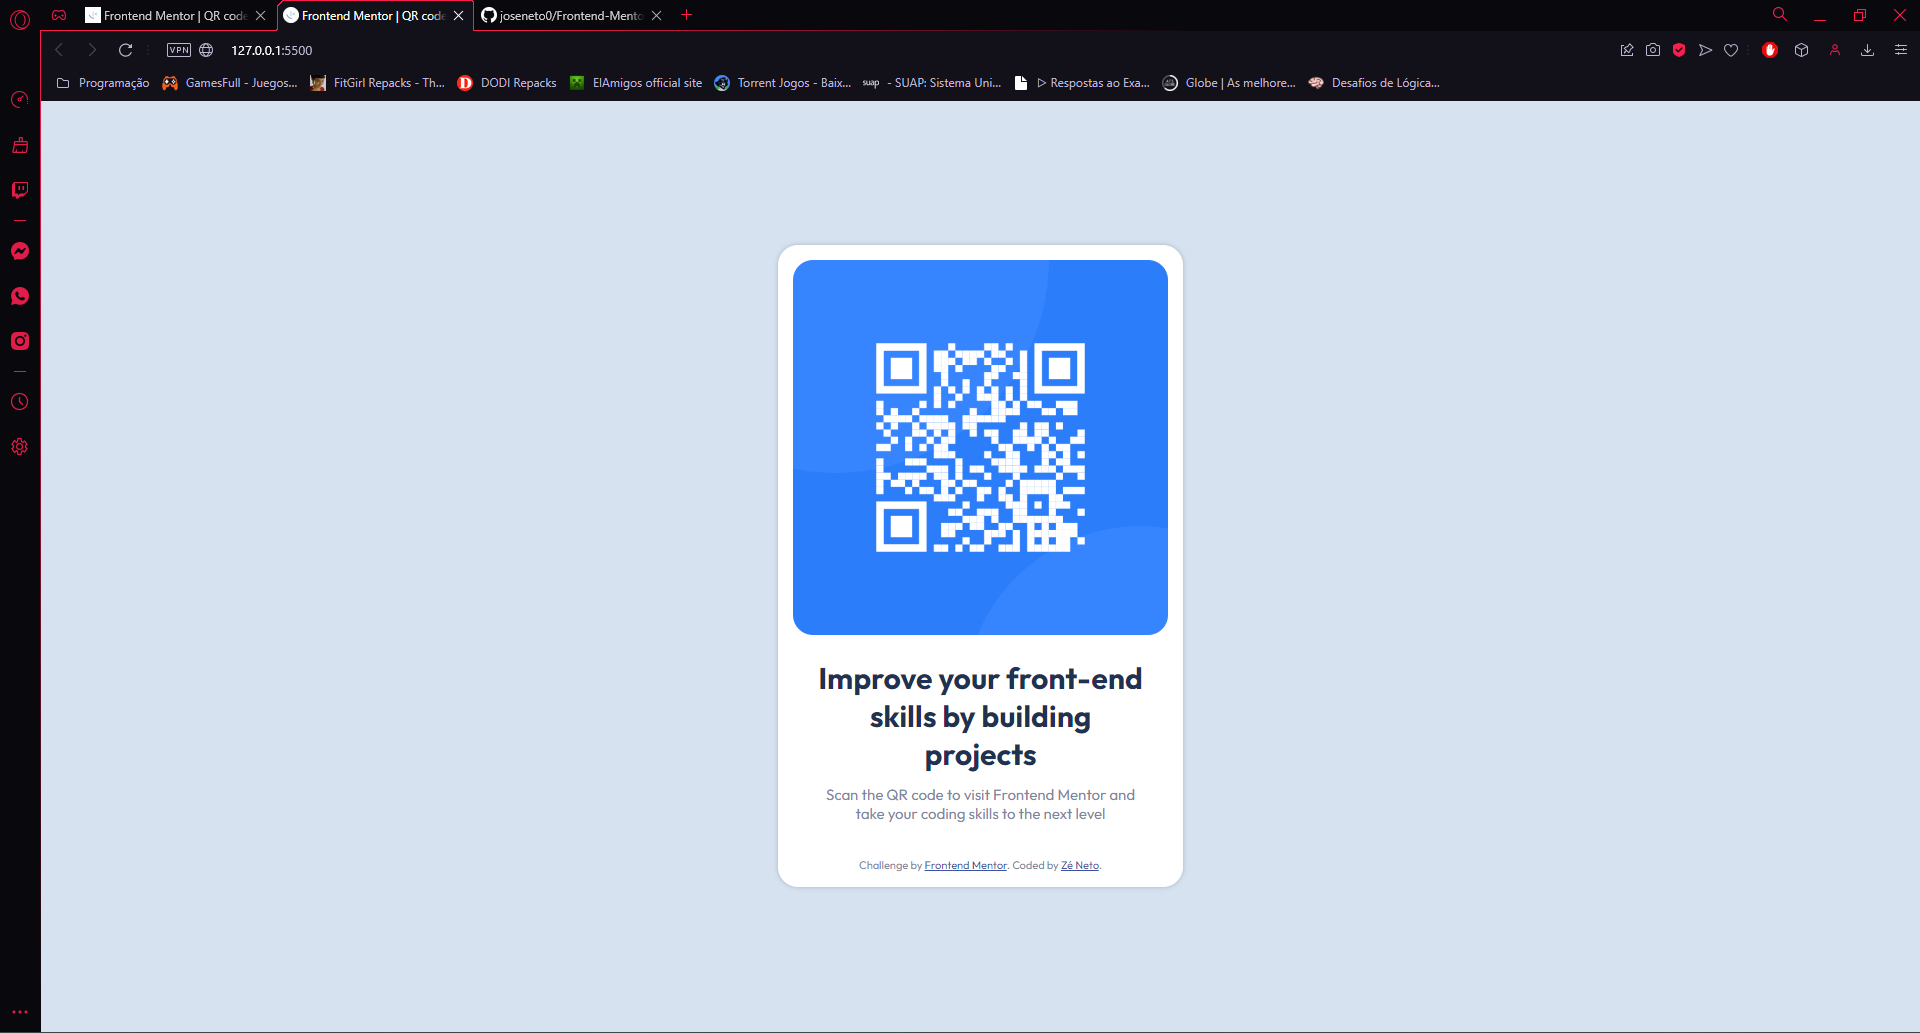 Frontend Mentor | QR code
Frontend Mentor | QR code
joseneto0/Frontend-Mento
VPN
127.0.0.1:5500
Programação
GamesFull - Juegos...
FitGirl Repacks - Th...
DODI Repacks
ElAmigos official site
Torrent Jogos - Baix...
suap - SUAP: Sistema Uni...
▷ Respostas ao Exa...
Globe | As melhore...
Desafios de Lógica...
Improve your front-end
skills by building
projects
Scan the QR code to visit Frontend Mentor and
take your coding skills to the next level
Challenge by Frontend Mentor. Coded by Zé Neto.